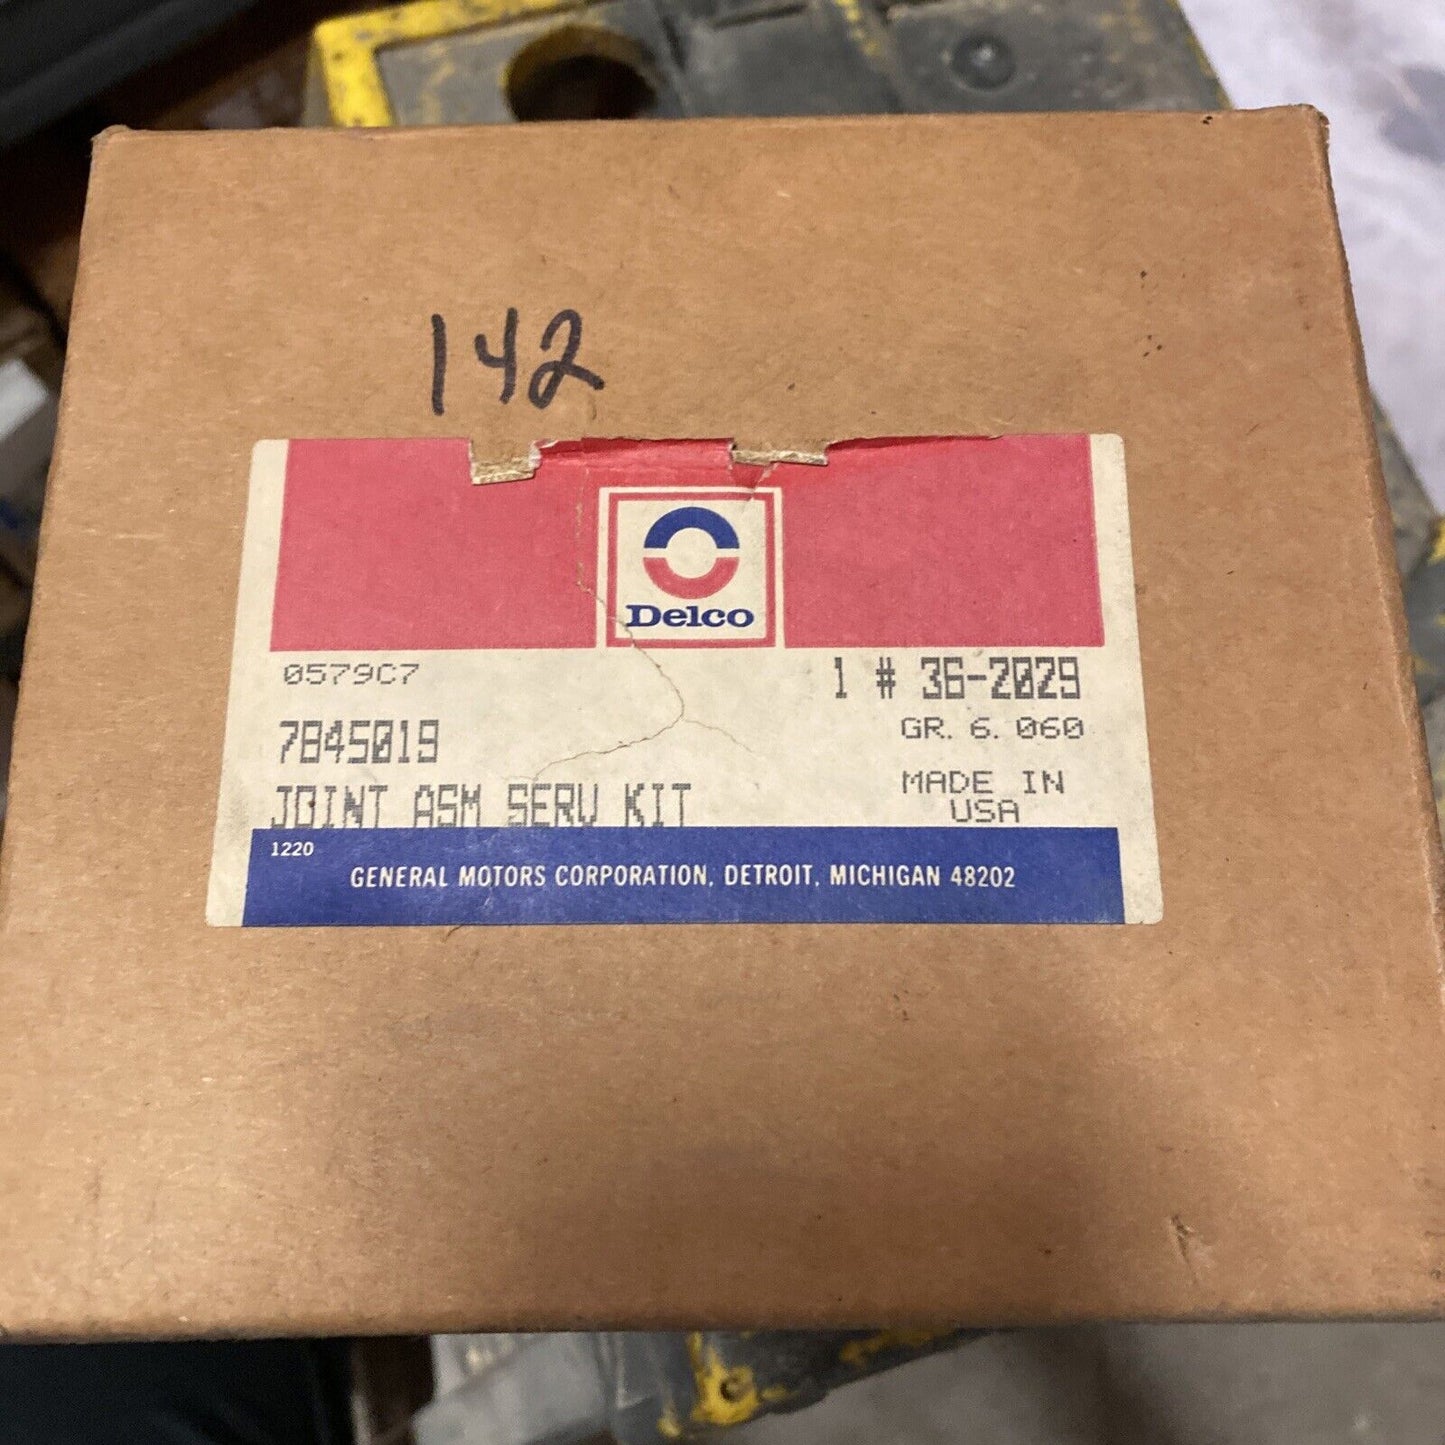 142
Delco
0579C7
1 # 36-2029
7845019
GR. 6. 060
JOINT ASM SERV KIT
MADE IN
USA
1220
GENERAL MOTORS CORPORATION, DETROIT, MICHIGAN 48202